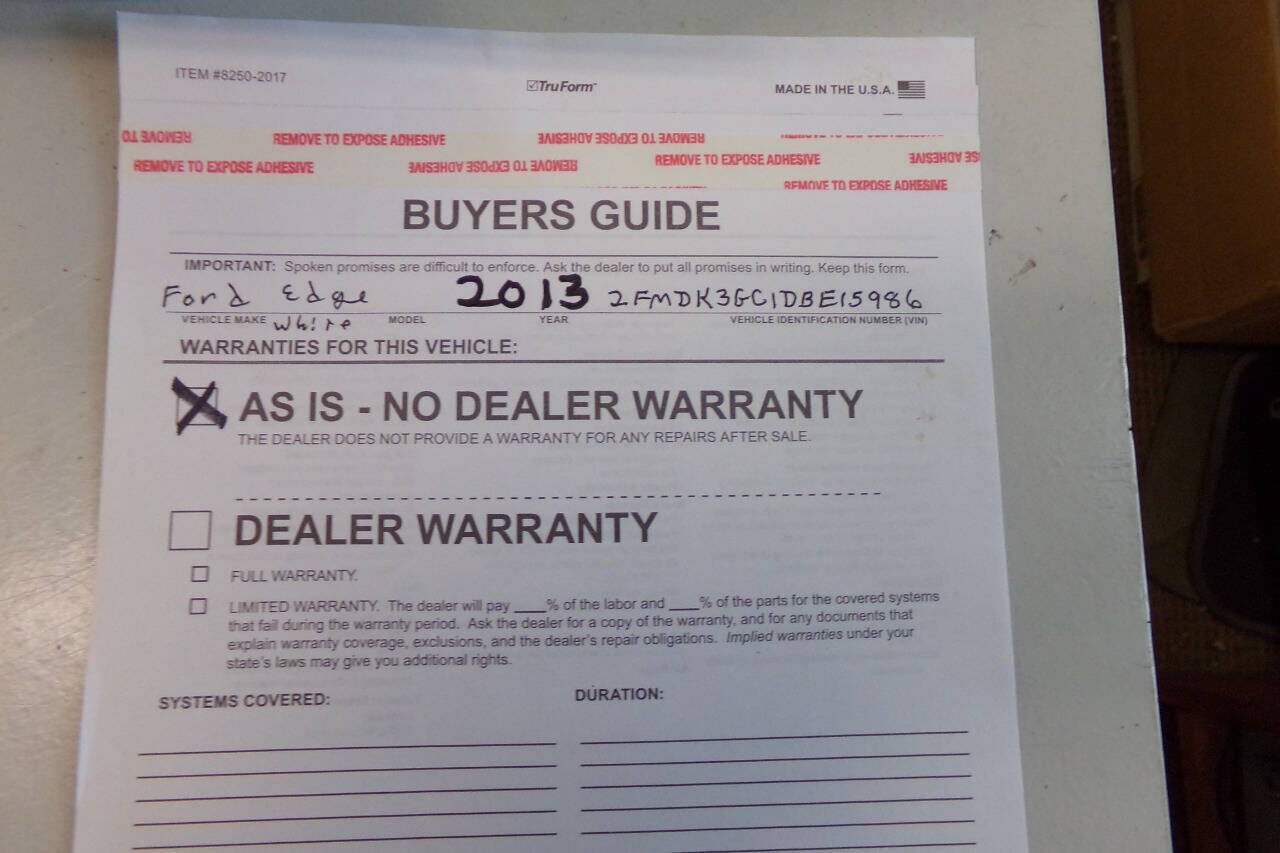 ITEM #8250-2017 TruForm™ MADE IN THE U.S.A.
REMOVE TO REMOVE TO EXPOSE ADHESIVE REMOVE TO EXPOSE ADHESIVE
REMOVE TO EXPOSE ADHESIVE REMOVE TO EXPOSE ADHESIVE REMOVE TO EXPOSE ADHESIVE SE ADHESIVE
REMOVE TO EXPOSE ADHESIVE
BUYERS GUIDE
IMPORTANT: Spoken promises are difficult to enforce. Ask the dealer to put all promises in writing. Keep this form.
Ford Edge 2013 2FMDK3GC1DBE15986
VEHICLE MAKE White MODEL YEAR VEHICLE IDENTIFICATION NUMBER (VIN)
WARRANTIES FOR THIS VEHICLE:
X AS IS - NO DEALER WARRANTY
THE DEALER DOES NOT PROVIDE A WARRANTY FOR ANY REPAIRS AFTER SALE.
DEALER WARRANTY
FULL WARRANTY.
LIMITED WARRANTY. The dealer will pay ____% of the labor and ____% of the parts for the covered systems
that fail during the warranty period. Ask the dealer for a copy of the warranty, and for any documents that
explain warranty coverage, exclusions, and the dealer's repair obligations. Implied warranties under your
state's laws may give you additional rights.
SYSTEMS COVERED: DURATION: